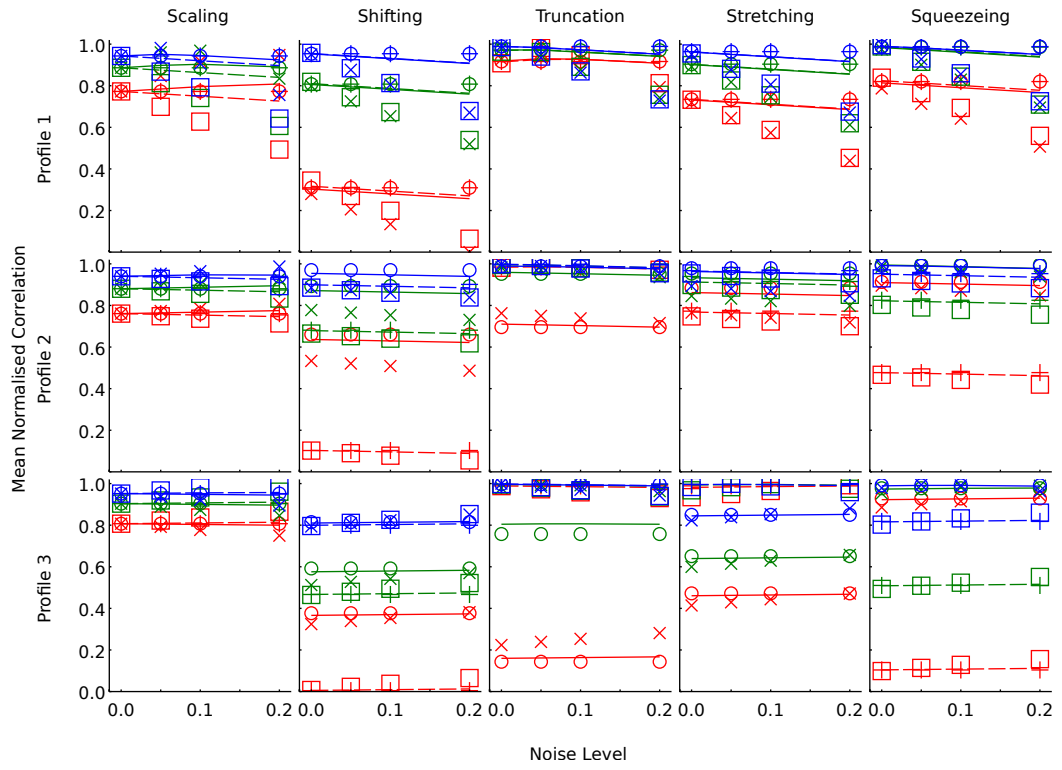 Scaling Shifting Truncation Stretching Squeezeing
Mean Normalised Correlation
Profile 1
1.0
0.8
0.6
0.4
0.2
Profile 2
1.0
0.8
0.6
0.4
0.2
Profile 3
1.0
0.8
0.6
0.4
0.2
0.0
0.0 0.1 0.2 0.0 0.1 0.2 0.0 0.1 0.2 0.0 0.1 0.2 0.0 0.1 0.2
Noise Level